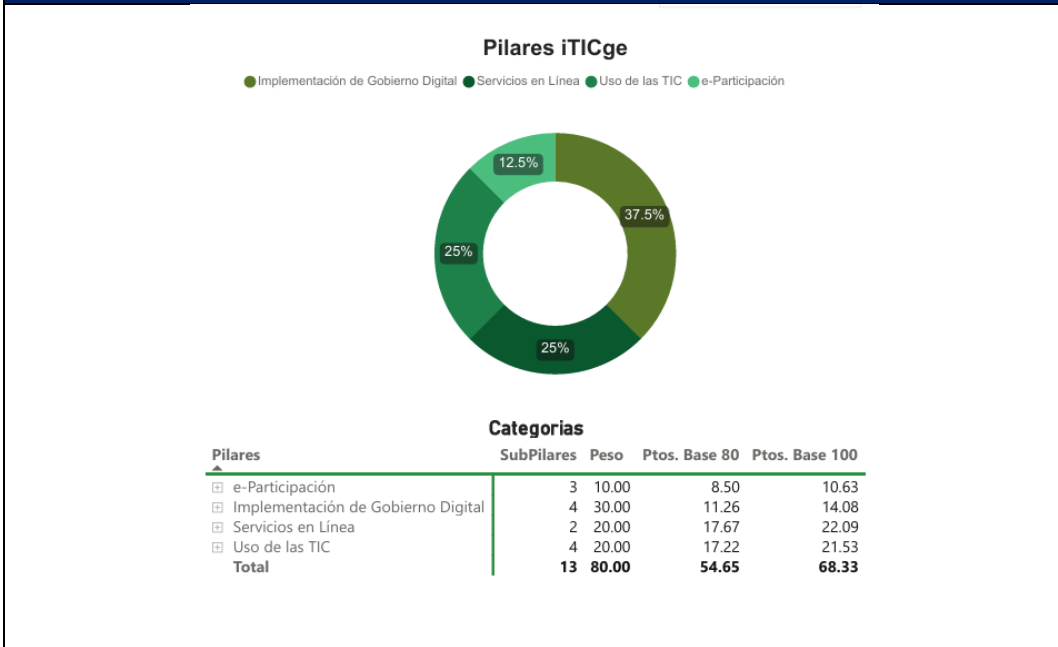 Pilares iTICge
Implementación de Gobierno Digital Servicios en Línea Uso de las TIC e-Participación
12.5%
37.5%
25%
25%
Categorias
Pilares SubPilares Peso Ptos. Base 80 Ptos. Base 100
e-Participación 3 10.00 8.50 10.63
Implementación de Gobierno Digital 4 30.00 11.26 14.08
Servicios en Línea 2 20.00 17.67 22.09
Uso de las TIC 4 20.00 17.22 21.53
Total 13 80.00 54.65 68.33